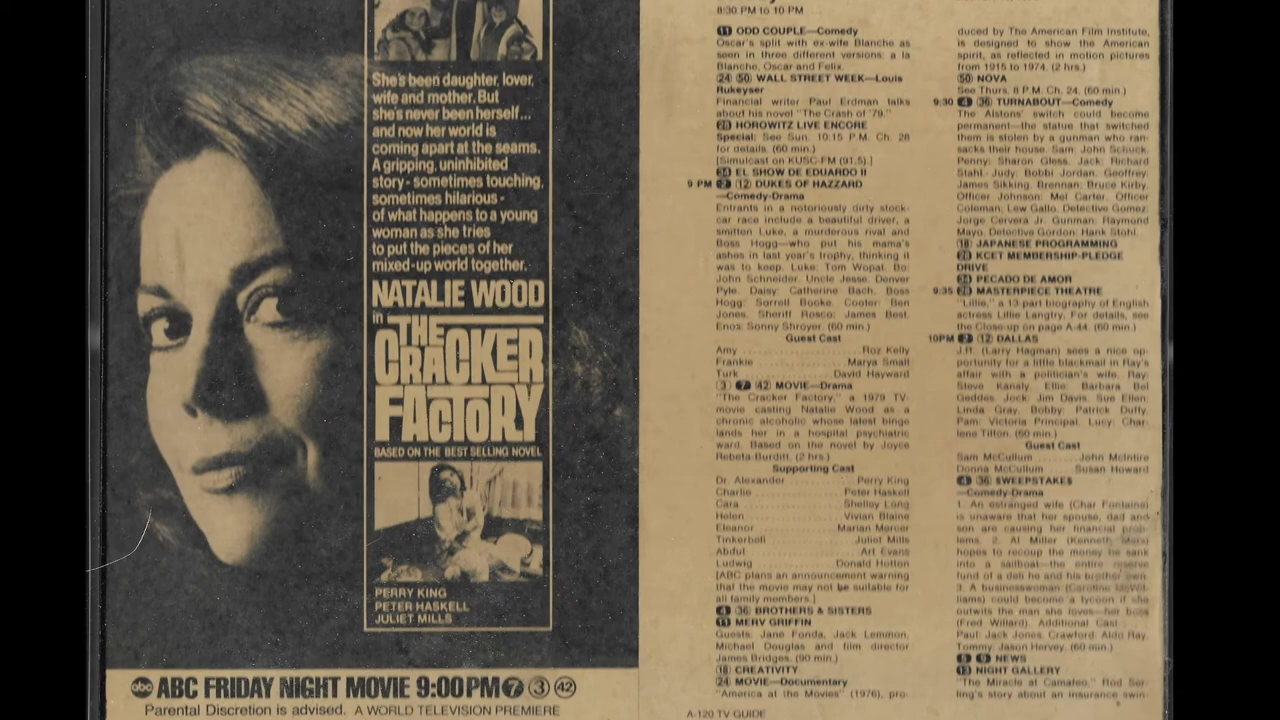 She's been daughter, lover,
wife and mother. But
she's never been herself...
and now her world is
coming apart at the seams.
A gripping, uninhibited
story - sometimes touching,
sometimes hilarious -
of what happens to a young
woman as she tries
to put the pieces of her
mixed-up world together.
NATALIE WOOD
in
THE
CRACKER
FACTORY
BASED ON THE BEST SELLING NOVEL
PERRY KING
PETER HASKELL
JULIET MILLS
abc ABC FRIDAY NIGHT MOVIE 9:00PM 7 3 42
Parental Discretion is advised. A WORLD TELEVISION PREMIERE
8:30 PM to 10 PM
11 ODD COUPLE—Comedy
Oscar's split with ex-wife Blanche as
seen in three different versions: a la
Blanche, Oscar and Felix.
24 50 WALL STREET WEEK—Louis
Rukeyser
Financial writer Paul Erdman talks
about his novel "The Crash of '79."
28 HOROWITZ LIVE ENCORE
Special: See Sun. 10:15 P.M. Ch. 28
for details. (60 min.)
[Simulcast on KUSC-FM (91.5).]
34 EL SHOW DE EDUARDO II
9 PM 2 12 DUKES OF HAZZARD
—Comedy-Drama
Entrants in a notoriously dirty stock-
car race include a beautiful driver, a
smitten Luke, a murderous rival and
Boss Hogg—who put his mama's
ashes in last year's trophy, thinking it
was to keep. Luke: Tom Wopat. Bo:
John Schneider. Uncle Jesse: Denver
Pyle. Daisy: Catherine Bach. Boss
Hogg: Sorrell Booke. Cooter: Ben
Jones. Sheriff Rosco: James Best.
Enos: Sonny Shroyer. (60 min.)
Guest Cast
Amy ........ Roz Kelly
Frankie ........ Marya Small
Turk ........ David Hayward
3 7 42 MOVIE—Drama
"The Cracker Factory," a 1979 TV-
movie casting Natalie Wood as a
chronic alcoholic whose latest binge
lands her in a hospital psychiatric
ward. Based on the novel by Joyce
Rebeta-Burditt. (2 hrs.)
Supporting Cast
Dr. Alexander ........ Perry King
Charlie ........ Peter Haskell
Cara ........ Shelley Long
Helen ........ Vivian Blaine
Eleanor ........ Marian Mercer
Tinkerbell ........ Juliet Mills
Abdul ........ Art Evans
Ludwig ........ Donald Hotton
[ABC plans an announcement warning
that the movie may not be suitable for
all family members.]
4 36 BROTHERS & SISTERS
11 MERV GRIFFIN
Guests: Jane Fonda, Jack Lemmon,
Michael Douglas and film director
James Bridges. (90 min.)
18 CREATIVITY
24 MOVIE—Documentary
"America at the Movies" (1976), pro-
A-120 TV GUIDE
duced by The American Film Institute,
is designed to show the American
spirit, as reflected in motion pictures
from 1915 to 1974. (2 hrs.)
50 NOVA
See Thurs. 8 P.M. Ch. 24. (60 min.)
9:30 4 36 TURNABOUT—Comedy
The Alstons' switch could become
permanent—the statue that switched
them is stolen by a gunman who ran-
sacks their house. Sam: John Schuck.
Penny: Sharon Gless. Jack: Richard
Stahl. Judy: Bobbi Jordan. Geoffrey:
James Sikking. Brennan: Bruce Kirby.
Officer Johnson: Mel Carter. Officer
Coleman: Lew Gallo. Detective Gomez:
Jorge Cervera Jr. Gunman: Raymond
Mayo. Detective Gordon: Hank Stohl.
18 JAPANESE PROGRAMMING
28 KCET MEMBERSHIP-PLEDGE
DRIVE
34 PECADO DE AMOR
9:35 28 MASTERPIECE THEATRE
"Lillie," a 13-part biography of English
actress Lillie Langtry. For details, see
the Close-up on page A-44. (60 min.)
10PM 2 12 DALLAS
J.R. (Larry Hagman) sees a nice op-
portunity for a little blackmail in Ray's
affair with a politician's wife. Ray:
Steve Kanaly. Ellie: Barbara Bel
Geddes. Jock: Jim Davis. Sue Ellen:
Linda Gray. Bobby: Patrick Duffy.
Pam: Victoria Principal. Lucy: Char-
lene Tilton. (60 min.)
Guest Cast
Sam McCullum ........ John McIntire
Donna McCullum ........ Susan Howard
4 36 SWEEPSTAKES
—Comedy-Drama
1. An estranged wife (Char Fontaine)
is unaware that her spouse, dad and
son are causing her financial prob-
lems. 2. Al Miller (Kenneth Mars)
hopes to recoup the money he sank
into a sailboat—the entire reserve
fund of a deli he and his brother own.
3. A businesswoman (Caroline McWil-
liams) could become a tycoon if she
outwits the man she loves—her boss
(Fred Willard). Additional Cast . . .
Paul: Jack Jones. Crawford: Aldo Ray.
Tommy: Jason Hervey. (60 min.)
5 9 NEWS
13 NIGHT GALLERY
"The Miracle at Camafeo," Rod Ser-
ling's story about an insurance swin-